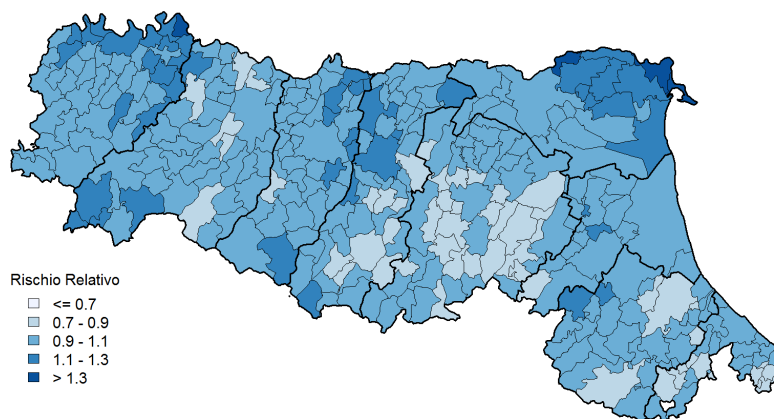 Rischio Relativo
<= 0.7
0.7 - 0.9
0.9 - 1.1
1.1 - 1.3
> 1.3